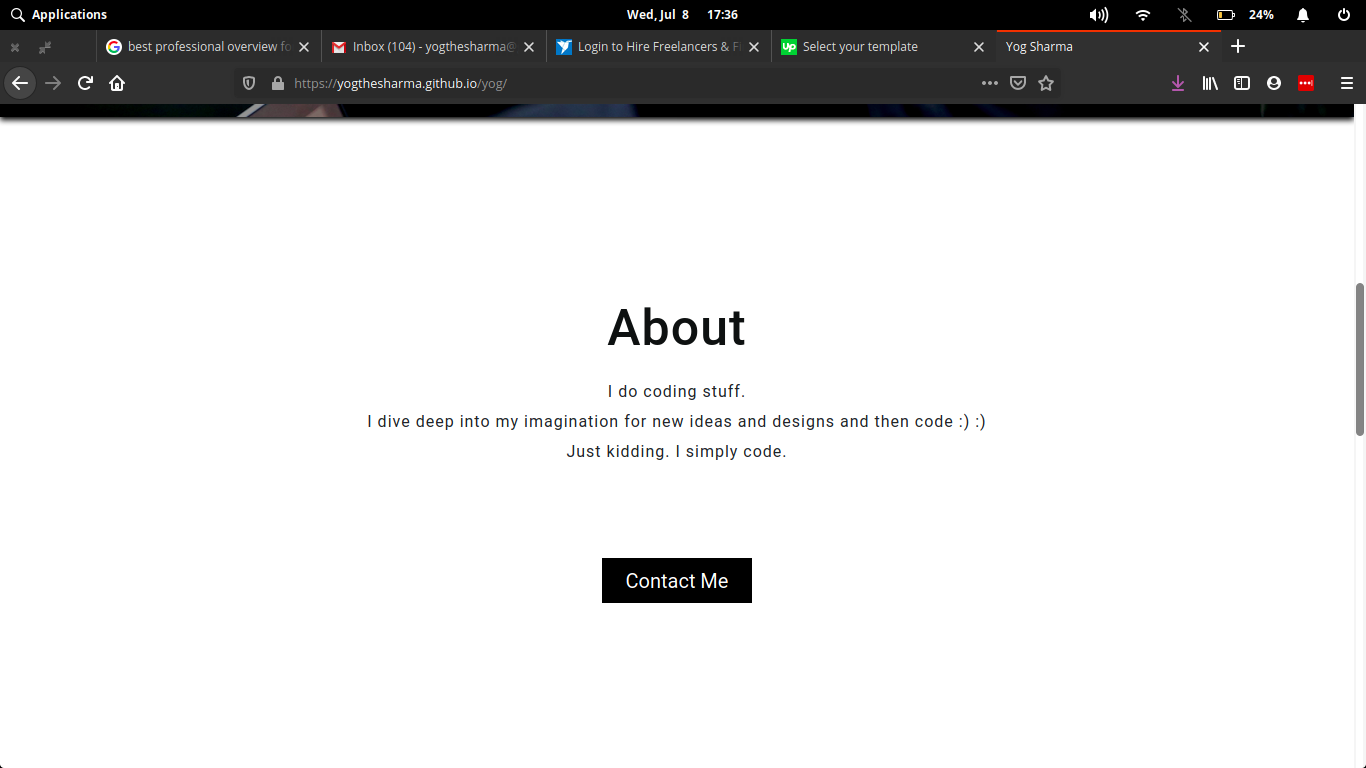 Applications
Wed, Jul 8 17:36
24%
best professional overview fo
Inbox (104) - yogthesharma@
Login to Hire Freelancers & F
up Select your template
Yog Sharma
https://yogthesharma.github.io/yog/
About
I do coding stuff.
I dive deep into my imagination for new ideas and designs and then code :) :)
Just kidding. I simply code.
Contact Me